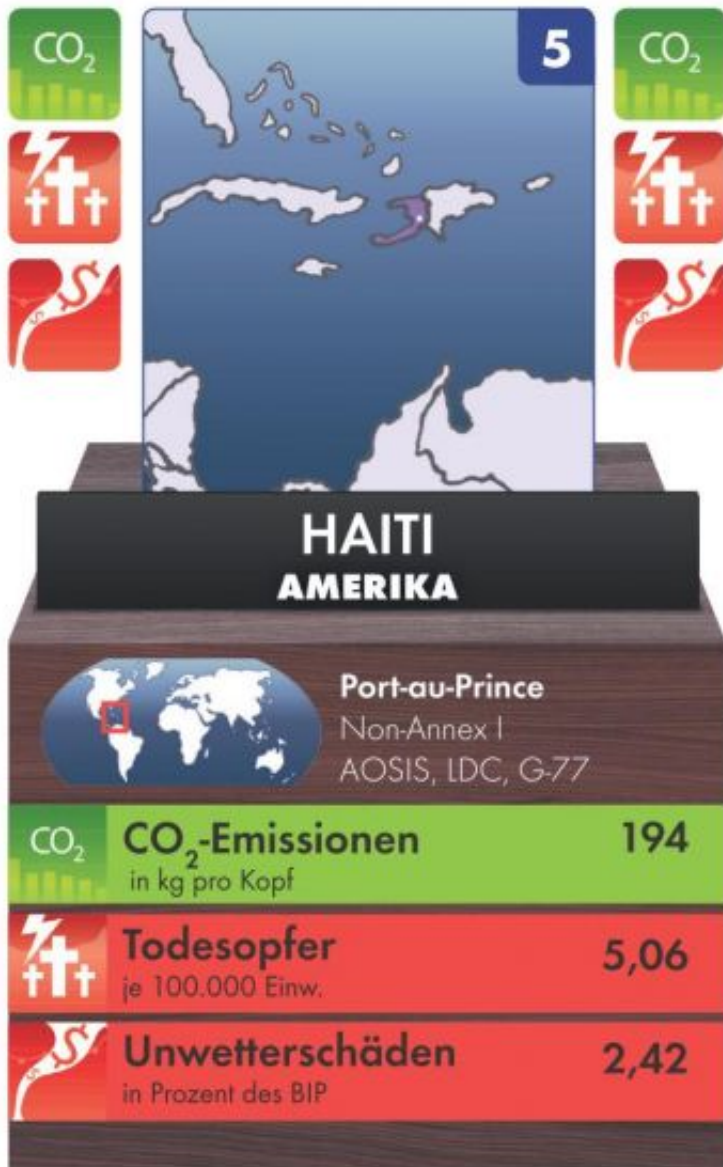 CO₂
5
CO₂
HAITI
AMERIKA
Port-au-Prince
Non-Annex I
AOSIS, LDC, G-77
CO₂
CO₂-Emissionen
194
in kg pro Kopf
Todesopfer
5,06
je 100.000 Einw.
Unwetterschäden
2,42
in Prozent des BIP